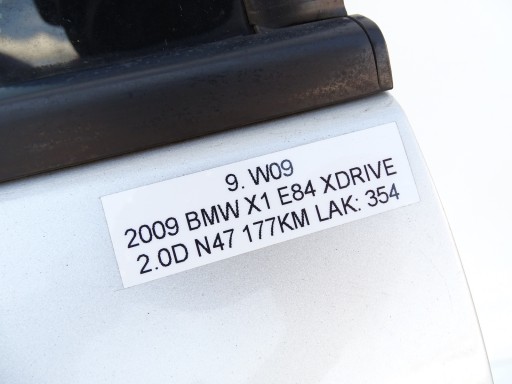 9. W09
2009 BMW X1 E84 XDRIVE
2.0D N47 177KM LAK: 354